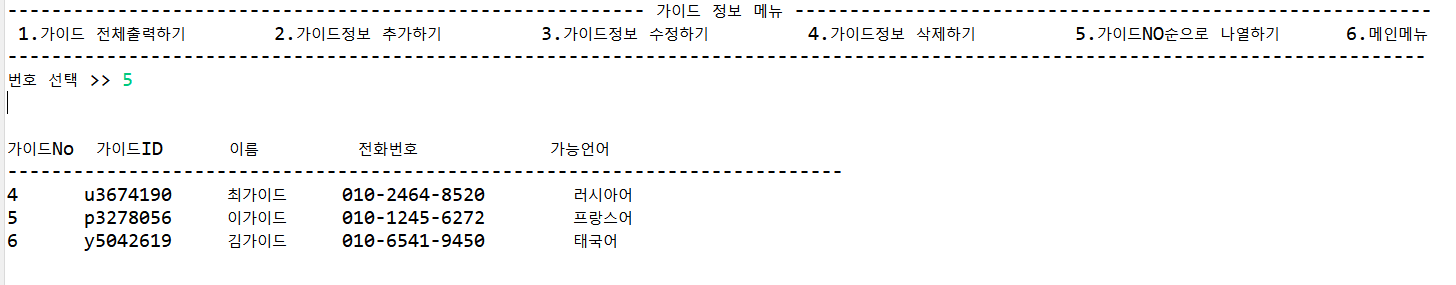 ---------------------------------------------------------- 가이드 정보 메뉴 ----------------------------------------------------------
1.가이드 전체출력하기 2.가이드정보 추가하기 3.가이드정보 수정하기 4.가이드정보 삭제하기 5.가이드NO순으로 나열하기 6.메인메뉴
----------------------------------------------------------------------------------------------------------------------------------
번호 선택 >> 5
가이드No 가이드ID 이름 전화번호 가능언어
----------------------------------------------------------------------------
4 u3674190 최가이드 010-2464-8520 러시아어
5 p3278056 이가이드 010-1245-6272 프랑스어
6 y5042619 김가이드 010-6541-9450 태국어